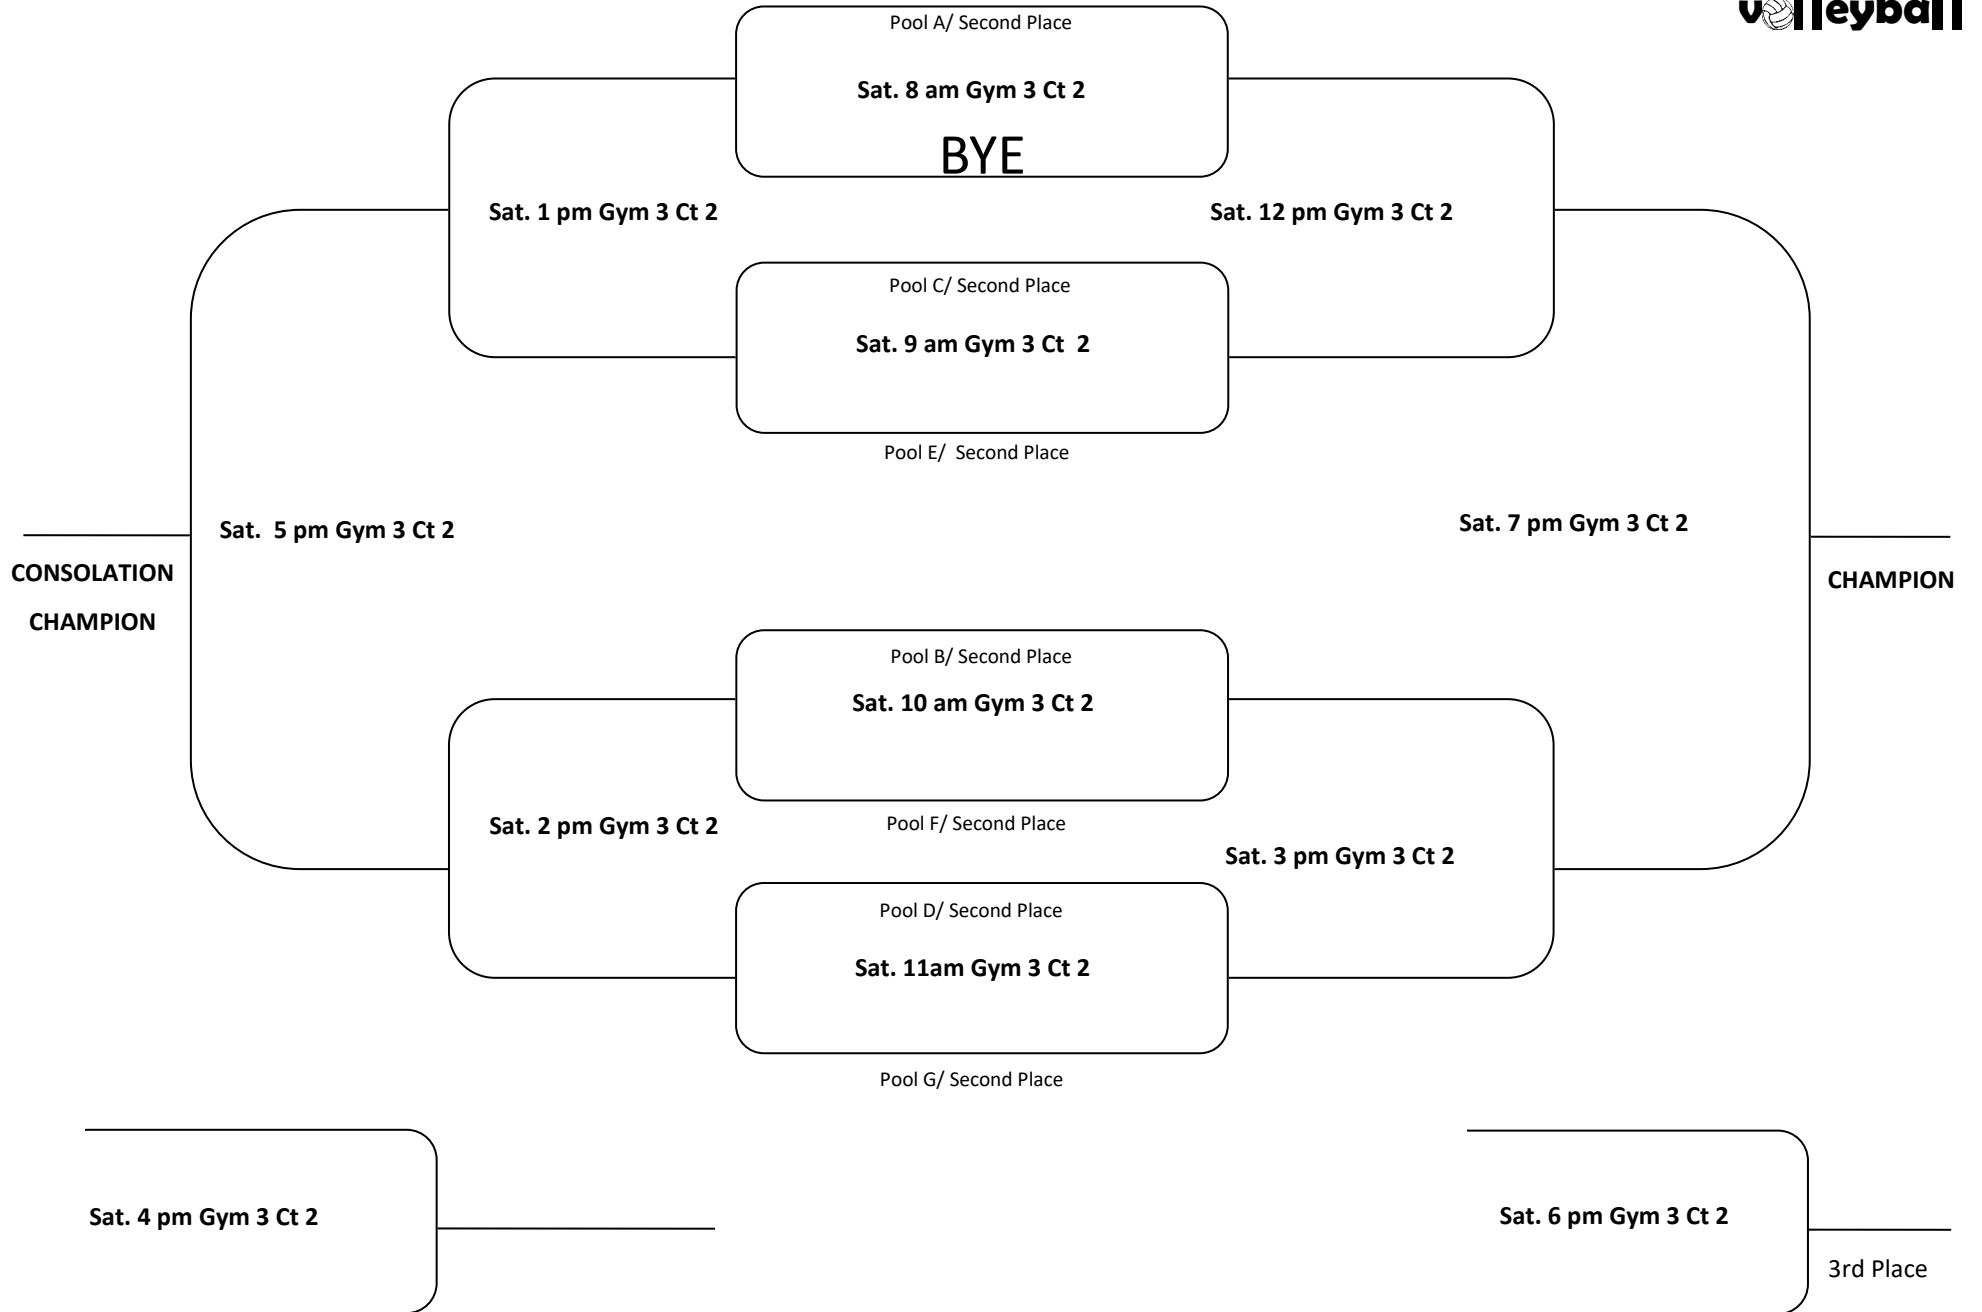 volleyball
Pool A/ Second Place
Sat. 8 am Gym 3 Ct 2
BYE
Sat. 1 pm Gym 3 Ct 2
Sat. 12 pm Gym 3 Ct 2
Pool C/ Second Place
Sat. 9 am Gym 3 Ct  2
Pool E/  Second Place
Sat.  5 pm Gym 3 Ct 2
Sat. 7 pm Gym 3 Ct 2
CONSOLATION
CHAMPION
CHAMPION
Pool B/ Second Place
Sat. 10 am Gym 3 Ct 2
Sat. 2 pm Gym 3 Ct 2
Pool F/ Second Place
Sat. 3 pm Gym 3 Ct 2
Pool D/ Second Place
Sat. 11am Gym 3 Ct 2
Pool G/ Second Place
Sat. 4 pm Gym 3 Ct 2
Sat. 6 pm Gym 3 Ct 2
3rd Place